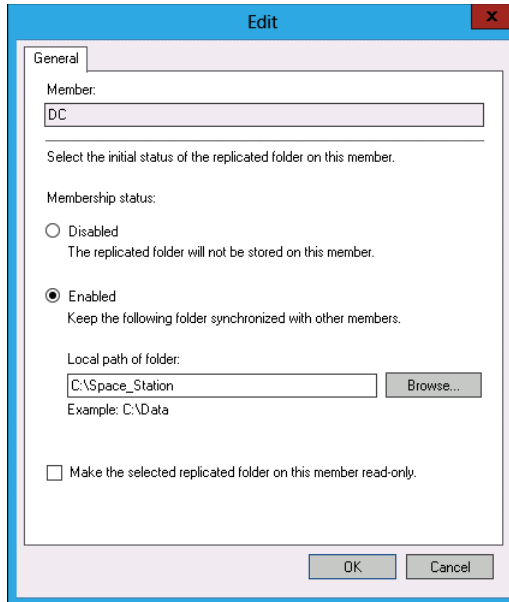 Edit
x
General
Member:
DC
Select the initial status of the replicated folder on this member.
Membership status:
Disabled
The replicated folder will not be stored on this member.
Enabled
Keep the following folder synchronized with other members.
Local path of folder:
C:\Space_Station
Browse...
Example: C:\Data
Make the selected replicated folder on this member read-only.
OK
Cancel